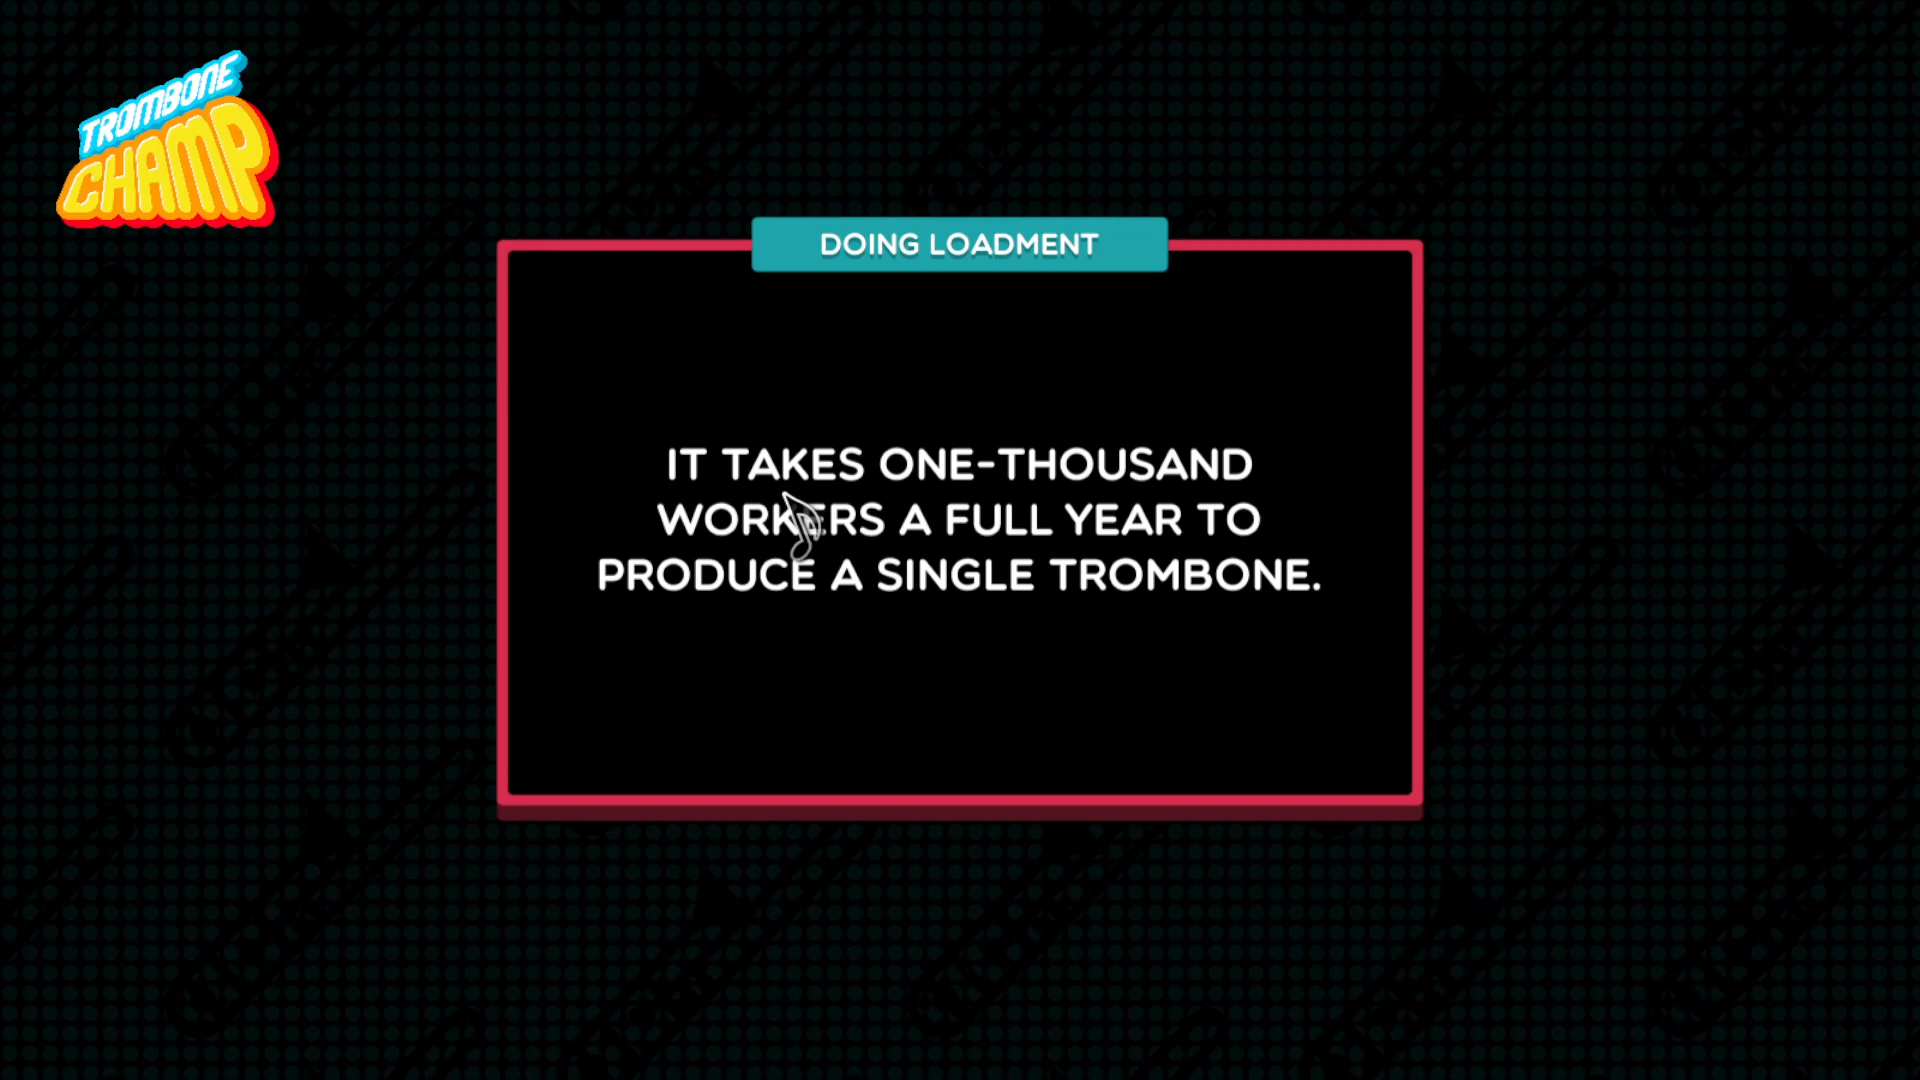 TROMBONE
CHAMP
DOING LOADMENT
IT TAKES ONE-THOUSAND
WORKERS A FULL YEAR TO
PRODUCE A SINGLE TROMBONE.